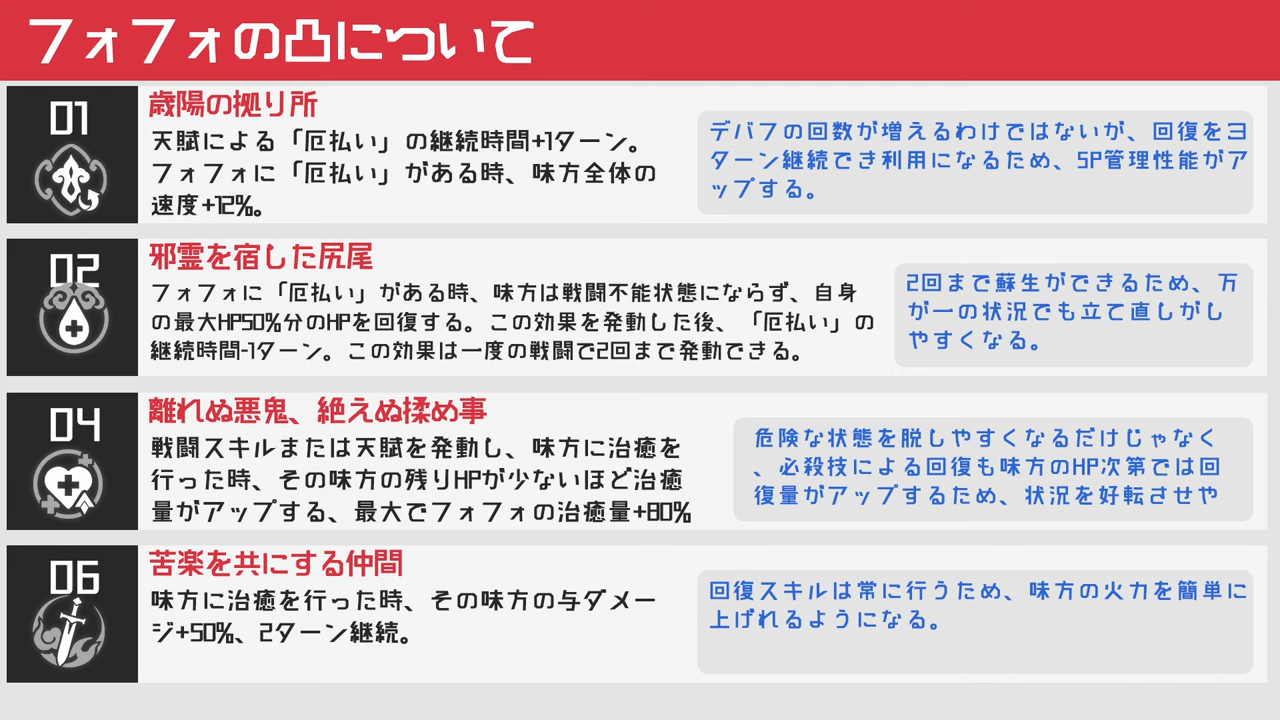 フォフォの凸について
01
歳陽の拠り所
天賦による「厄払い」の継続時間+1ターン。
フォフォに「厄払い」がある時、味方全体の
速度+12%。
デバフの回数が増えるわけではないが、回復を3
ターン継続でき利用になるため、SP管理性能がア
ップする。
02
邪霊を宿した尻尾
フォフォに「厄払い」がある時、味方は戦闘不能状態にならず、自身
の最大HP50%分のHPを回復する。この効果を発動した後、「厄払い」の
継続時間-1ターン。この効果は一度の戦闘で2回まで発動できる。
2回まで蘇生ができるため、万
が一の状況でも立て直しがし
やすくなる。
04
離れぬ悪鬼、絶えぬ揉め事
戦闘スキルまたは天賦を発動し、味方に治癒を
行った時、その味方の残りHPが少ないほど治癒
量がアップする、最大でフォフォの治癒量+80%
危険な状態を脱しやすくなるだけじゃなく
、必殺技による回復も味方のHP次第では回
復量がアップするため、状況を好転させや
06
苦楽を共にする仲間
味方に治癒を行った時、その味方の与ダメー
ジ+50%、2ターン継続。
回復スキルは常に行うため、味方の火力を簡単に
上げれるようになる。